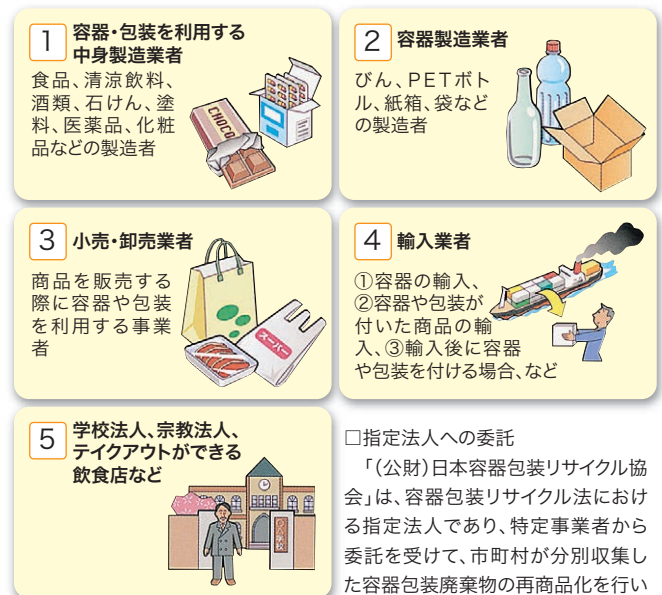 1
容器・包装を利用する
中身製造業者
食品、清涼飲料、
酒類、石けん、塗
料、医薬品、化粧
品などの製造者
CHOCO
2
容器製造業者
びん、PETボト
ル、紙箱、袋など
の製造者
3
小売・卸売業者
商品を販売する
際に容器や包装
を利用する事業
者
スーパー
4
輸入業者
①容器の輸入、
②容器や包装が
付いた商品の輸
入、③輸入後に容器
や包装を付ける場合、など
5
学校法人、宗教法人、
テイクアウトができる
飲食店など
□指定法人への委託
「(公財)日本容器包装リサイクル協
会」は、容器包装リサイクル法におけ
る指定法人であり、特定事業者から
委託を受けて、市町村が分別収集し
た容器包装廃棄物の再商品化を行い